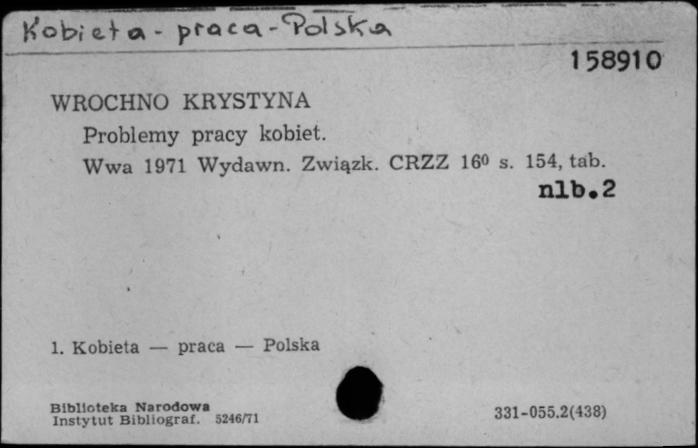 Kobieta - praca - Polska
158910
WROCHNO KRYSTYNA
Problemy pracy kobiet.
Wwa 1971 Wydawn. Związk. CRZZ 16⁰ s. 154, tab.
nlb.2
1. Kobieta — praca — Polska
Biblioteka Narodowa
Instytut Bibliograf. 5246/71
331-055.2(438)